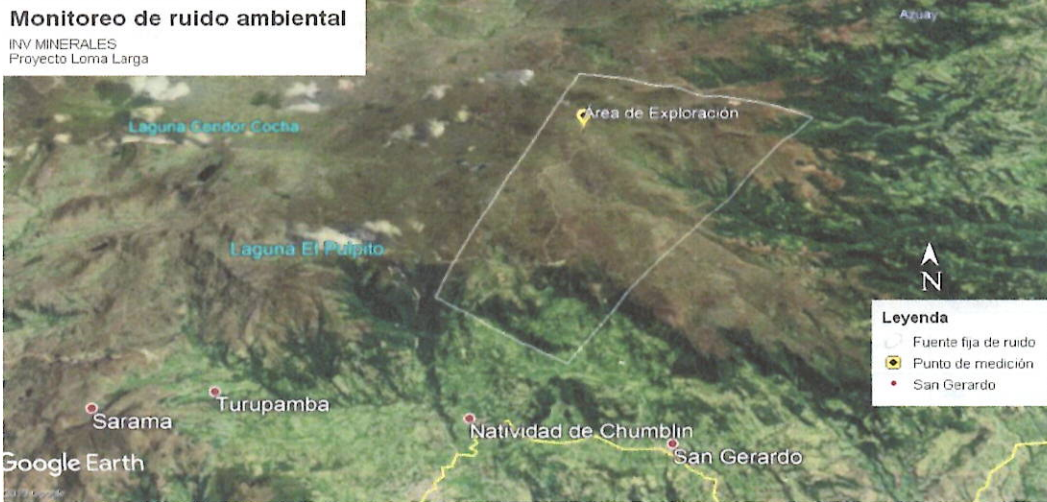 Monitoreo de ruido ambiental
INV MINERALES
Proyecto Loma Larga
Azuay
Área de Exploración
Laguna Sendor Cocha
Laguna El Pulpito
N
Leyenda
Fuente fija de ruido
Punto de medición
San Gerardo
Turupamba
Sarama
Natividad de Chumblin
San Gerardo
Google Earth